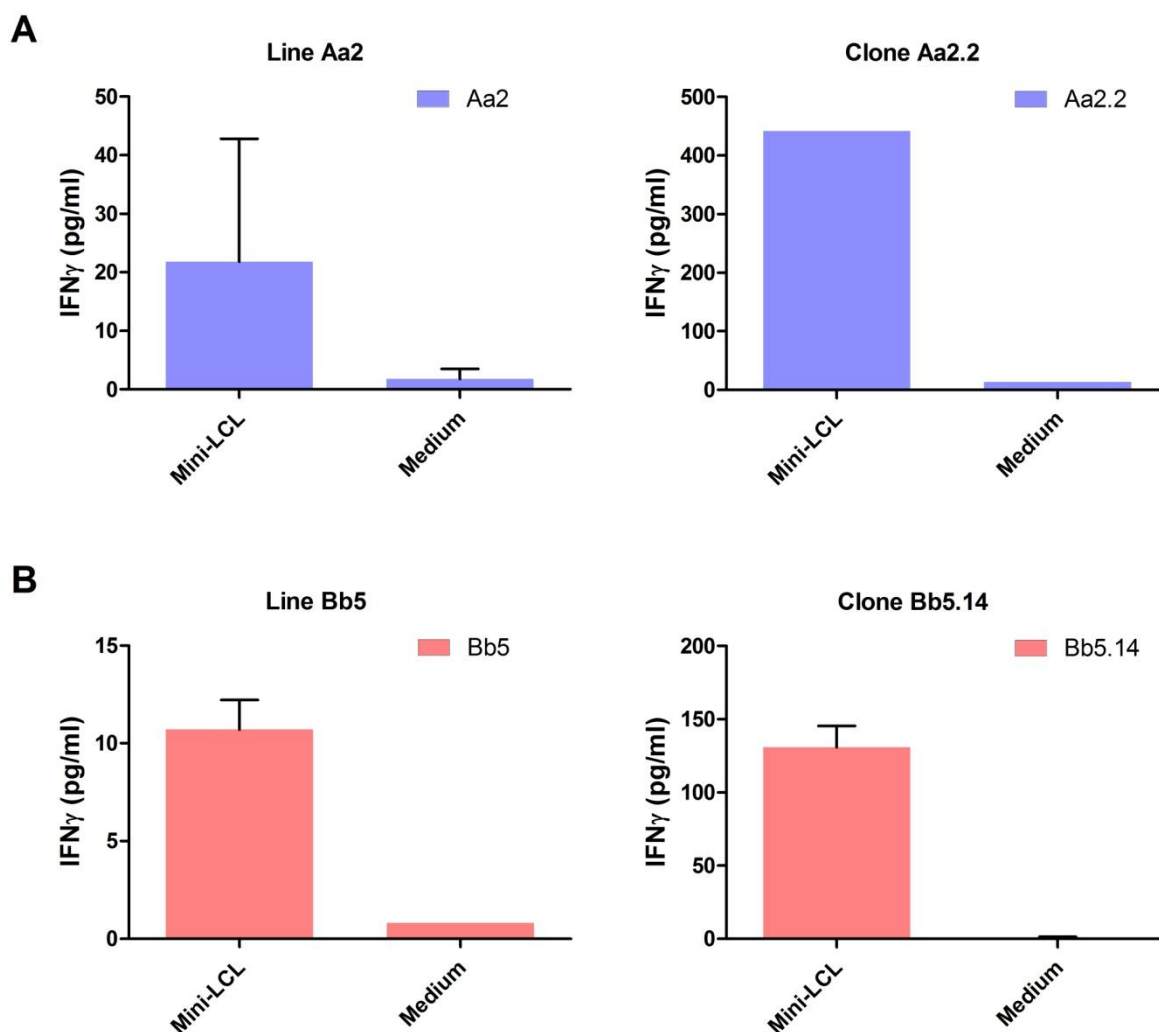 A
Line Aa2
Aa2
IFNγ (pg/ml)
50
40
30
20
10
0
Mini-LCL
Medium
Clone Aa2.2
Aa2.2
IFNγ (pg/ml)
500
400
300
200
100
0
Mini-LCL
Medium
B
Line Bb5
Bb5
IFNγ (pg/ml)
15
10
5
0
Mini-LCL
Medium
Clone Bb5.14
Bb5.14
IFNγ (pg/ml)
200
150
100
50
0
Mini-LCL
Medium